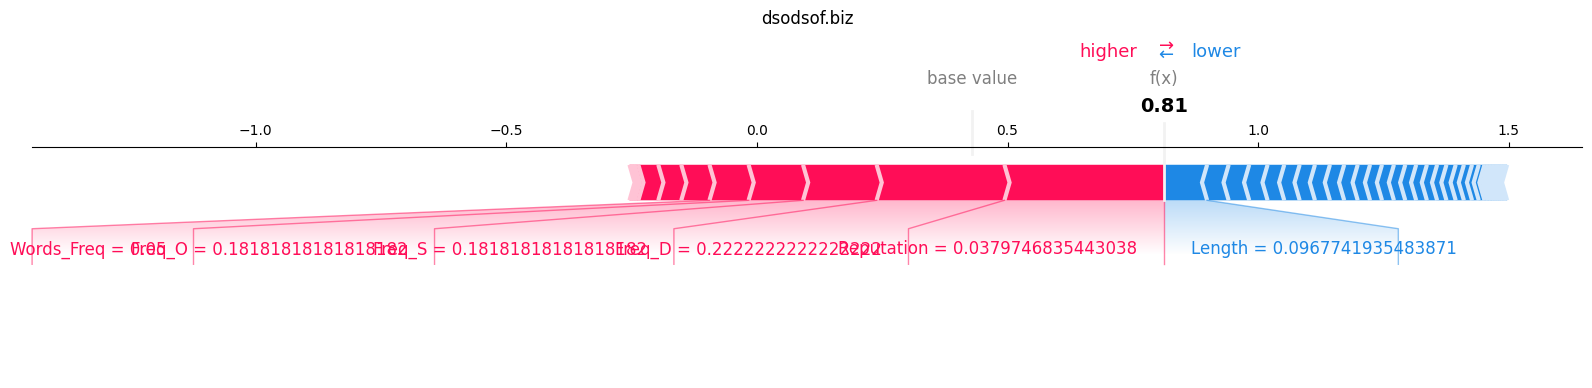 dsodsof.biz
higher ⇄ lower
base value f(x)
0.81
−1.0 −0.5 0.0 0.5 1.0 1.5
Words_Freq = 0.05 Freq_O = 0.18181818181818182 Freq_S = 0.18181818181818182 Freq_D = 0.2222222222222222 Reputation = 0.0379746835443038 Length = 0.0967741935483871